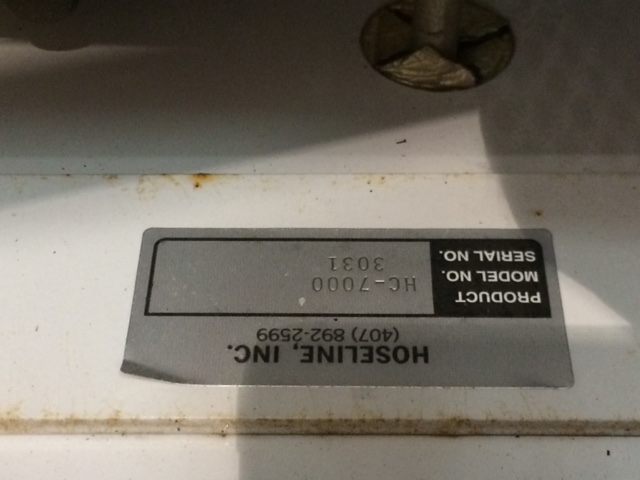 HOSELINE, INC.
(407) 892-2599
PRODUCT
MODEL NO. HC-7000
SERIAL NO. 3031